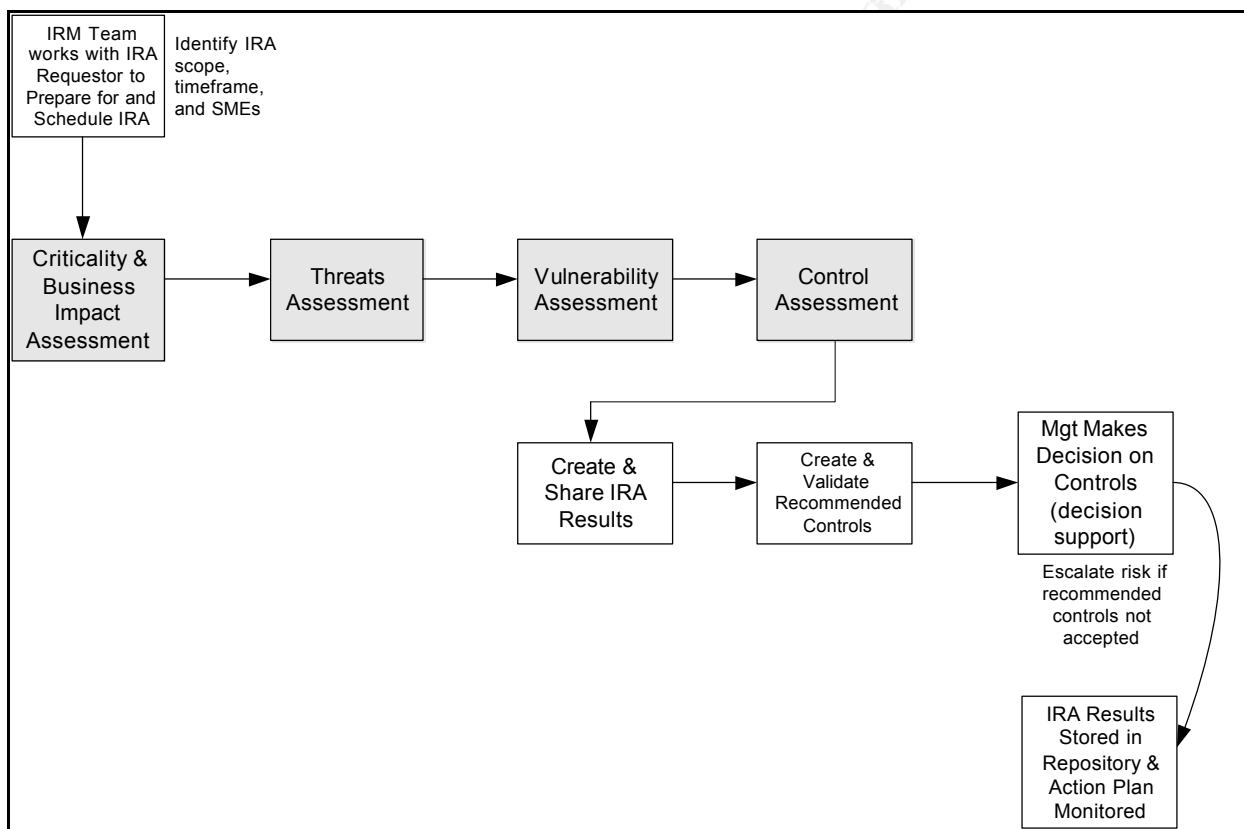 IRM Team
works with IRA
Requestor to
Prepare for and
Schedule IRA
Identify IRA
scope,
timeframe,
and SMEs
Criticality &
Business
Impact
Assessment
Threats
Assessment
Vulnerability
Assessment
Control
Assessment
Create &
Share IRA
Results
Create &
Validate
Recommended
Controls
Mgt Makes
Decision on
Controls
(decision
support)
Escalate risk if
recommended
controls not
accepted
IRA Results
Stored in
Repository &
Action Plan
Monitored